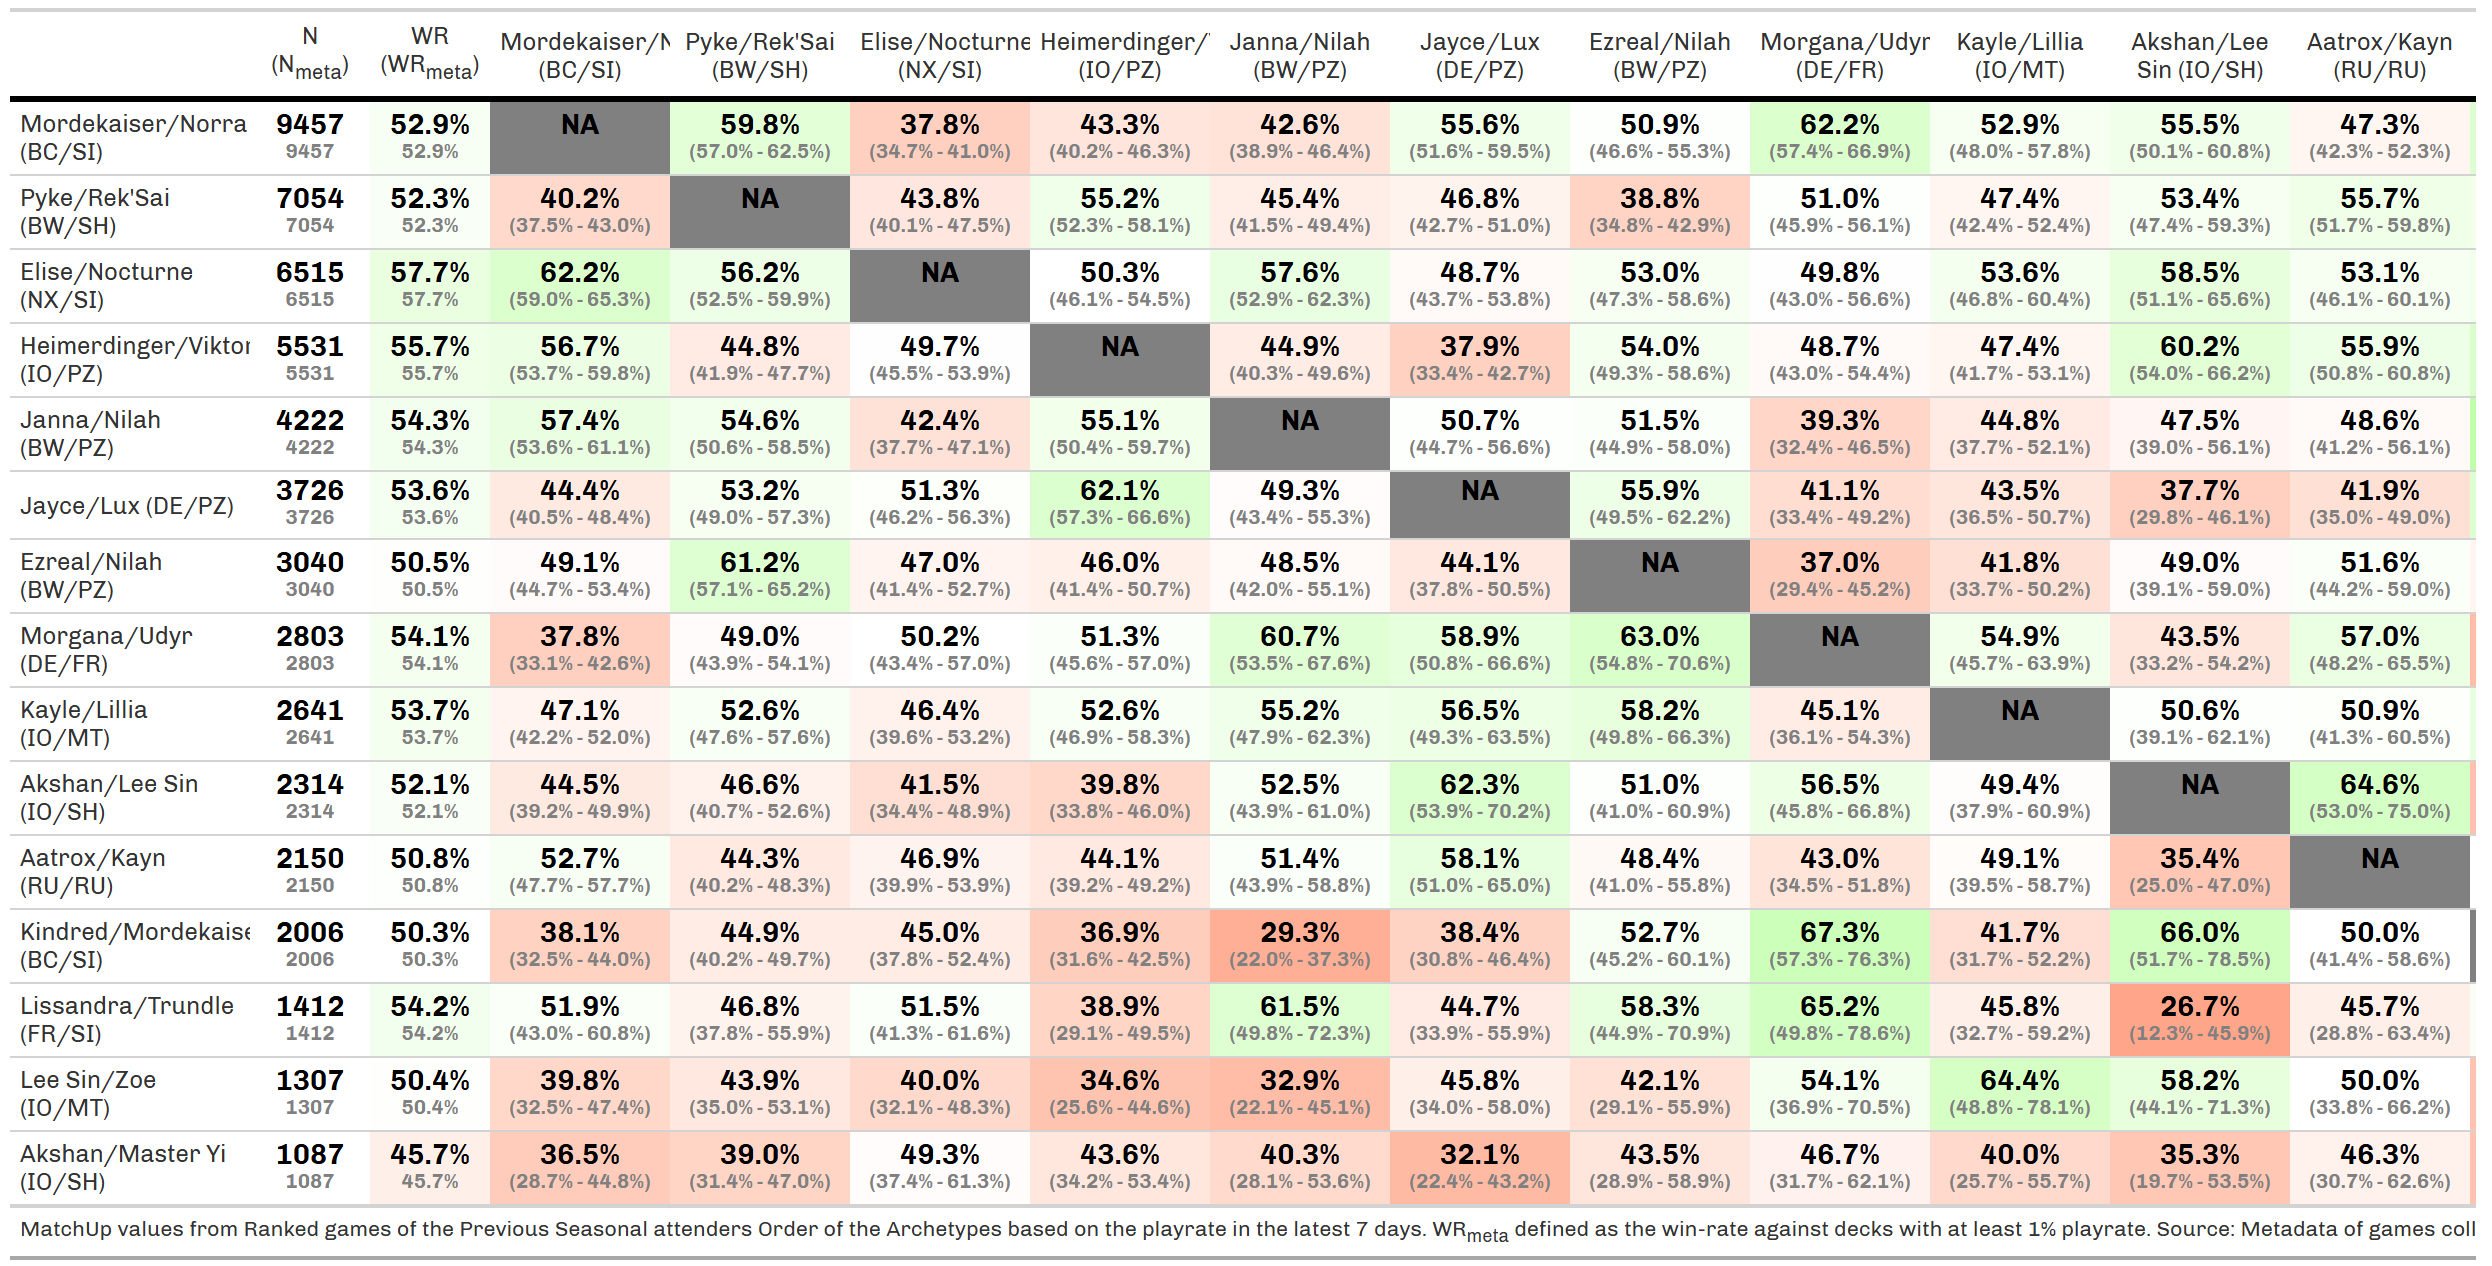 N WR Mordekaiser/N Pyke/Rek'Sai Elise/Nocturne Heimerdinger/ Janna/Nilah Jayce/Lux Ezreal/Nilah Morgana/Udyr Kayle/Lillia Akshan/Lee Aatrox/Kayn
(Nmeta) (WRmeta) (BC/SI) (BW/SH) (NX/SI) (IO/PZ) (BW/PZ) (DE/PZ) (BW/PZ) (DE/FR) (IO/MT) Sin (IO/SH) (RU/RU)
Mordekaiser/Norra 9457 52.9% NA 59.8% 37.8% 43.3% 42.6% 55.6% 50.9% 62.2% 52.9% 55.5% 47.3%
(BC/SI) 9457 52.9% (57.0% - 62.5%) (34.7% - 41.0%) (40.2% - 46.3%) (38.9% - 46.4%) (51.6% - 59.5%) (46.6% - 55.3%) (57.4% - 66.9%) (48.0% - 57.8%) (50.1% - 60.8%) (42.3% - 52.3%)
Pyke/Rek'Sai 7054 52.3% 40.2% NA 43.8% 55.2% 45.4% 46.8% 38.8% 51.0% 47.4% 53.4% 55.7%
(BW/SH) 7054 52.3% (37.5% - 43.0%) (40.1% - 47.5%) (52.3% - 58.1%) (41.5% - 49.4%) (42.7% - 51.0%) (34.8% - 42.9%) (45.9% - 56.1%) (42.4% - 52.4%) (47.4% - 59.3%) (51.7% - 59.8%)
Elise/Nocturne 6515 57.7% 62.2% 56.2% NA 50.3% 57.6% 48.7% 53.0% 49.8% 53.6% 58.5% 53.1%
(NX/SI) 6515 57.7% (59.0% - 65.3%) (52.5% - 59.9%) (46.1% - 54.5%) (52.9% - 62.3%) (43.7% - 53.8%) (47.3% - 58.6%) (43.0% - 56.6%) (46.8% - 60.4%) (51.1% - 65.6%) (46.1% - 60.1%)
Heimerdinger/Viktor 5531 55.7% 56.7% 44.8% 49.7% NA 44.9% 37.9% 54.0% 48.7% 47.4% 60.2% 55.9%
(IO/PZ) 5531 55.7% (53.7% - 59.8%) (41.9% - 47.7%) (45.5% - 53.9%) (40.3% - 49.6%) (33.4% - 42.7%) (49.3% - 58.6%) (43.0% - 54.4%) (41.7% - 53.1%) (54.0% - 66.2%) (50.8% - 60.8%)
Janna/Nilah 4222 54.3% 57.4% 54.6% 42.4% 55.1% NA 50.7% 51.5% 39.3% 44.8% 47.5% 48.6%
(BW/PZ) 4222 54.3% (53.6% - 61.1%) (50.6% - 58.5%) (37.7% - 47.1%) (50.4% - 59.7%) (44.7% - 56.6%) (44.9% - 58.0%) (32.4% - 46.5%) (37.7% - 52.1%) (39.0% - 56.1%) (41.2% - 56.1%)
Jayce/Lux (DE/PZ) 3726 53.6% 44.4% 53.2% 51.3% 62.1% 49.3% NA 55.9% 41.1% 43.5% 37.7% 41.9%
3726 53.6% (40.5% - 48.4%) (49.0% - 57.3%) (46.2% - 56.3%) (57.3% - 66.6%) (43.4% - 55.3%) (49.5% - 62.2%) (33.4% - 49.2%) (36.5% - 50.7%) (29.8% - 46.1%) (35.0% - 49.0%)
Ezreal/Nilah 3040 50.5% 49.1% 61.2% 47.0% 46.0% 48.5% 44.1% NA 37.0% 41.8% 49.0% 51.6%
(BW/PZ) 3040 50.5% (44.7% - 53.4%) (57.1% - 65.2%) (41.4% - 52.7%) (41.4% - 50.7%) (42.0% - 55.1%) (37.8% - 50.5%) (29.4% - 45.2%) (33.7% - 50.2%) (39.1% - 59.0%) (44.2% - 59.0%)
Morgana/Udyr 2803 54.1% 37.8% 49.0% 50.2% 51.3% 60.7% 58.9% 63.0% NA 54.9% 43.5% 57.0%
(DE/FR) 2803 54.1% (33.1% - 42.6%) (43.9% - 54.1%) (43.4% - 57.0%) (45.6% - 57.0%) (53.5% - 67.6%) (50.8% - 66.6%) (54.8% - 70.6%) (45.7% - 63.9%) (33.2% - 54.2%) (48.2% - 65.5%)
Kayle/Lillia 2641 53.7% 47.1% 52.6% 46.4% 52.6% 55.2% 56.5% 58.2% 45.1% NA 50.6% 50.9%
(IO/MT) 2641 53.7% (42.2% - 52.0%) (47.6% - 57.6%) (39.6% - 53.2%) (46.9% - 58.3%) (47.9% - 62.3%) (49.3% - 63.5%) (49.8% - 66.3%) (36.1% - 54.3%) (39.1% - 62.1%) (41.3% - 60.5%)
Akshan/Lee Sin 2314 52.1% 44.5% 46.6% 41.5% 39.8% 52.5% 62.3% 51.0% 56.5% 49.4% NA 64.6%
(IO/SH) 2314 52.1% (39.2% - 49.9%) (40.7% - 52.6%) (34.4% - 48.9%) (33.8% - 46.0%) (43.9% - 61.0%) (53.9% - 70.2%) (41.0% - 60.9%) (45.8% - 66.8%) (37.9% - 60.9%) (53.0% - 75.0%)
Aatrox/Kayn 2150 50.8% 52.7% 44.3% 46.9% 44.1% 51.4% 58.1% 48.4% 43.0% 49.1% 35.4% NA
(RU/RU) 2150 50.8% (47.7% - 57.7%) (40.2% - 48.3%) (39.9% - 53.9%) (39.2% - 49.2%) (43.9% - 58.8%) (51.0% - 65.0%) (41.0% - 55.8%) (34.5% - 51.8%) (39.5% - 58.7%) (25.0% - 47.0%)
Kindred/Mordekaise 2006 50.3% 38.1% 44.9% 45.0% 36.9% 29.3% 38.4% 52.7% 67.3% 41.7% 66.0% 50.0%
(BC/SI) 2006 50.3% (32.5% - 44.0%) (40.2% - 49.7%) (37.8% - 52.4%) (31.6% - 42.5%) (22.0% - 37.3%) (30.8% - 46.4%) (45.2% - 60.1%) (57.3% - 76.3%) (31.7% - 52.2%) (51.7% - 78.5%) (41.4% - 58.6%)
Lissandra/Trundle 1412 54.2% 51.9% 46.8% 51.5% 38.9% 61.5% 44.7% 58.3% 65.2% 45.8% 26.7% 45.7%
(FR/SI) 1412 54.2% (43.0% - 60.8%) (37.8% - 55.9%) (41.3% - 61.6%) (29.1% - 49.5%) (49.8% - 72.3%) (33.9% - 55.9%) (44.9% - 70.9%) (49.8% - 78.6%) (32.7% - 59.2%) (12.3% - 45.9%) (28.8% - 63.4%)
Lee Sin/Zoe 1307 50.4% 39.8% 43.9% 40.0% 34.6% 32.9% 45.8% 42.1% 54.1% 64.4% 58.2% 50.0%
(IO/MT) 1307 50.4% (32.5% - 47.4%) (35.0% - 53.1%) (32.1% - 48.3%) (25.6% - 44.6%) (22.1% - 45.1%) (34.0% - 58.0%) (29.1% - 55.9%) (36.9% - 70.5%) (48.8% - 78.1%) (44.1% - 71.3%) (33.8% - 66.2%)
Akshan/Master Yi 1087 45.7% 36.5% 39.0% 49.3% 43.6% 40.3% 32.1% 43.5% 46.7% 40.0% 35.3% 46.3%
(IO/SH) 1087 45.7% (28.7% - 44.8%) (31.4% - 47.0%) (37.4% - 61.3%) (34.2% - 53.4%) (28.1% - 53.6%) (22.4% - 43.2%) (28.9% - 58.9%) (31.7% - 62.1%) (25.7% - 55.7%) (19.7% - 53.5%) (30.7% - 62.6%)
MatchUp values from Ranked games of the Previous Seasonal attenders Order of the Archetypes based on the playrate in the latest 7 days. WRmeta defined as the win-rate against decks with at least 1% playrate. Source: Metadata of games coll